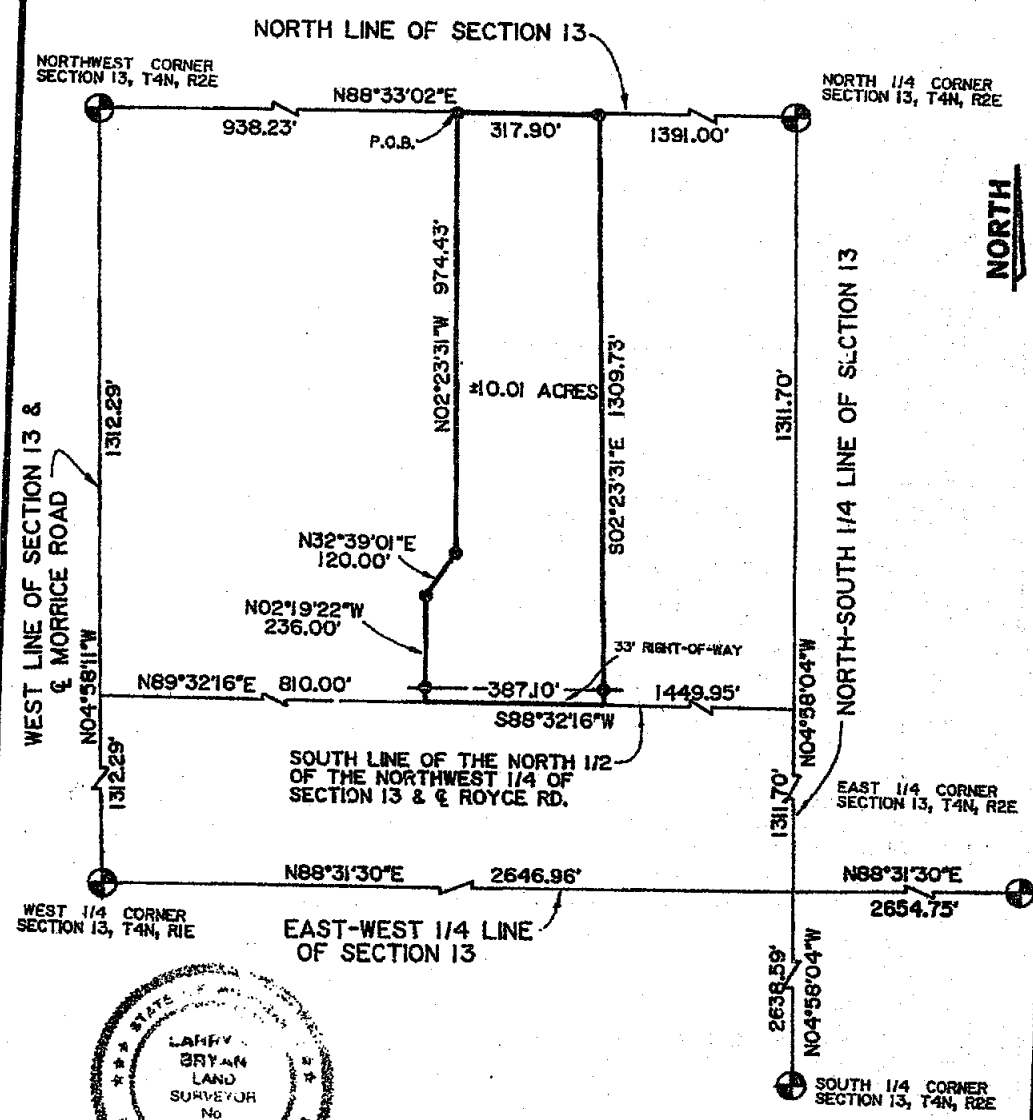 NORTH LINE OF SECTION 13
NORTHWEST CORNER
SECTION 13, T4N, R2E
NORTH 1/4 CORNER
SECTION 13, T4N, R2E
N88°33'02"E
938.23'
P.O.B.
317.90'
1391.00'
NORTH
N02°23'31"W 974.43'
±10.01 ACRES
S02°23'31"E 1309.73'
1312.29'
1311.70'
WEST LINE OF SECTION 13 &
℄ MORRICE ROAD
NORTH-SOUTH 1/4 LINE OF SECTION 13
N32°39'01"E
120.00'
N02°19'22"W
236.00'
33' RIGHT-OF-WAY
N04°58'11"W
N89°32'16"E 810.00'
387.10'
1449.95'
S88°32'16"W
N04°58'04"W
SOUTH LINE OF THE NORTH 1/2
OF THE NORTHWEST 1/4 OF
SECTION 13 & ℄ ROYCE RD.
1312.29'
1311.70'
EAST 1/4 CORNER
SECTION 13, T4N, R2E
N88°31'30"E 2646.96'
N88°31'30"E
2654.75'
WEST 1/4 CORNER
SECTION 13, T4N, R1E
EAST-WEST 1/4 LINE
OF SECTION 13
2638.59'
N04°58'04"W
SOUTH 1/4 CORNER
SECTION 13, T4N, R2E
STATE OF
LARRY
BRYAN
LAND
SURVEYOR
No